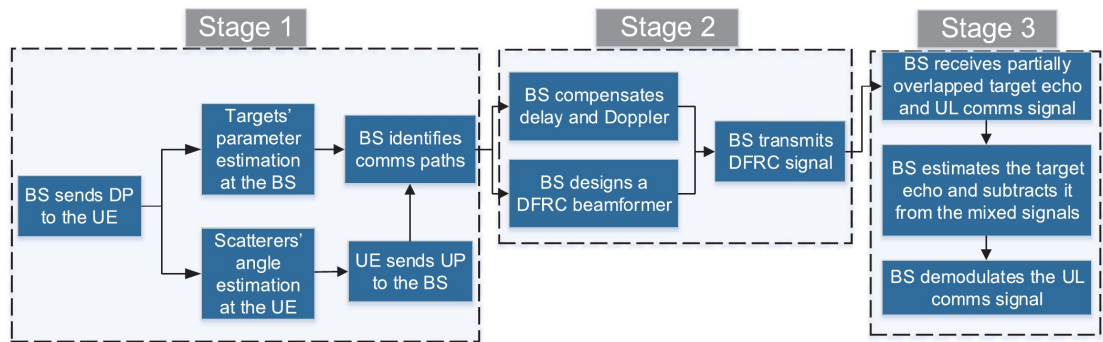 Stage 1
BS sends DP
to the UE
Targets'
parameter
estimation
at the BS
Scatterers'
angle
estimation
at the UE
BS identifies
comms paths
UE sends UP
to the BS
Stage 2
BS compensates
delay and Doppler
BS designs a
DFRC beamformer
BS transmits
DFRC signal
Stage 3
BS receives partially
overlapped target echo
and UL comms signal
BS estimates the target
echo and subtracts it
from the mixed signals
BS demodulates the UL
comms signal